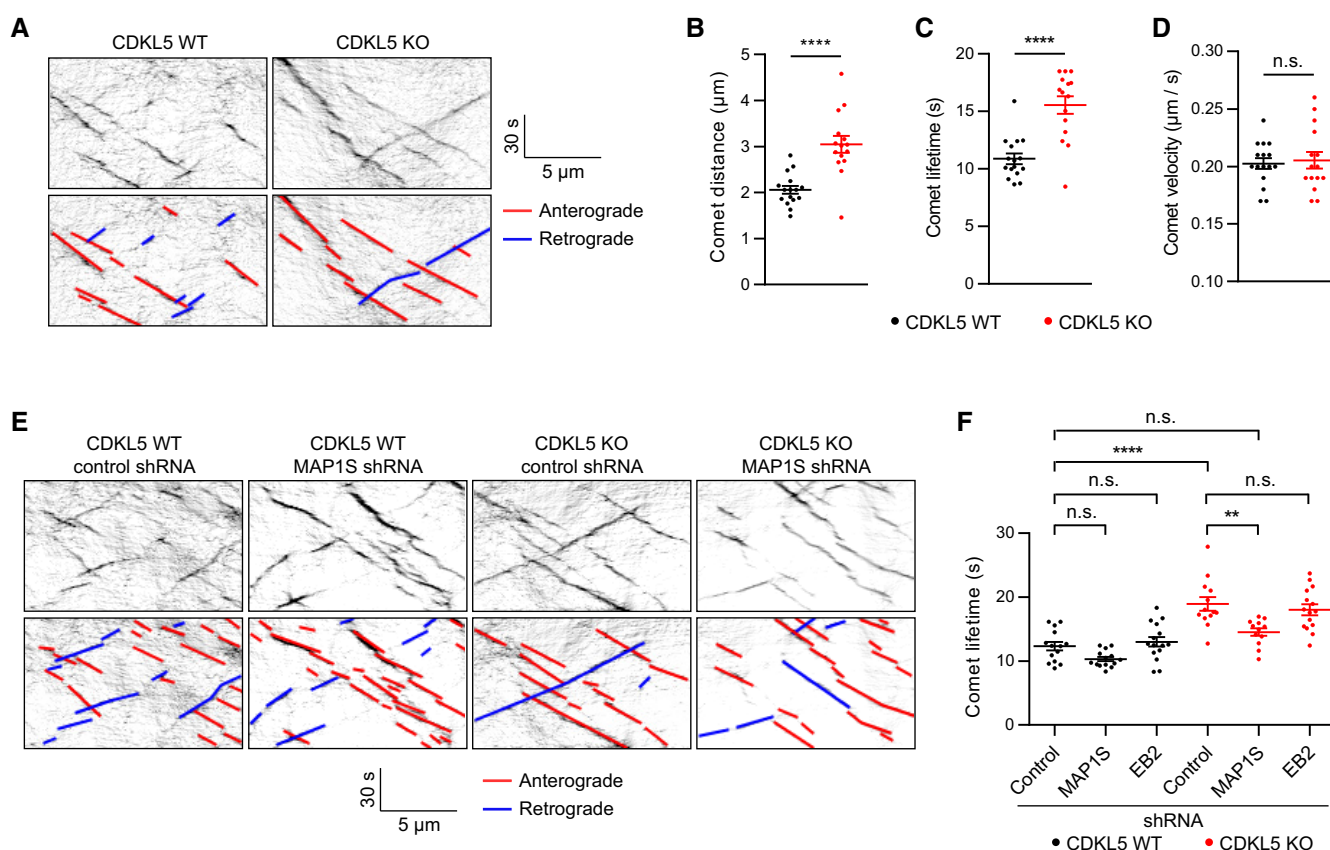 A
CDKL5 WT
CDKL5 KO
30 s
5 µm
Anterograde
Retrograde
B
****
Comet distance (µm)
5
4
3
2
1
0
C
****
Comet lifetime (s)
20
15
10
5
0
D
n.s.
Comet velocity (µm / s)
0.30
0.25
0.20
0.15
0.10
CDKL5 WT
CDKL5 KO
E
CDKL5 WT
control shRNA
CDKL5 WT
MAP1S shRNA
CDKL5 KO
control shRNA
CDKL5 KO
MAP1S shRNA
30 s
5 µm
Anterograde
Retrograde
F
n.s.
****
n.s.
n.s.
n.s.
**
Comet lifetime (s)
30
20
10
0
Control
MAP1S
EB2
Control
MAP1S
EB2
shRNA
CDKL5 WT
CDKL5 KO